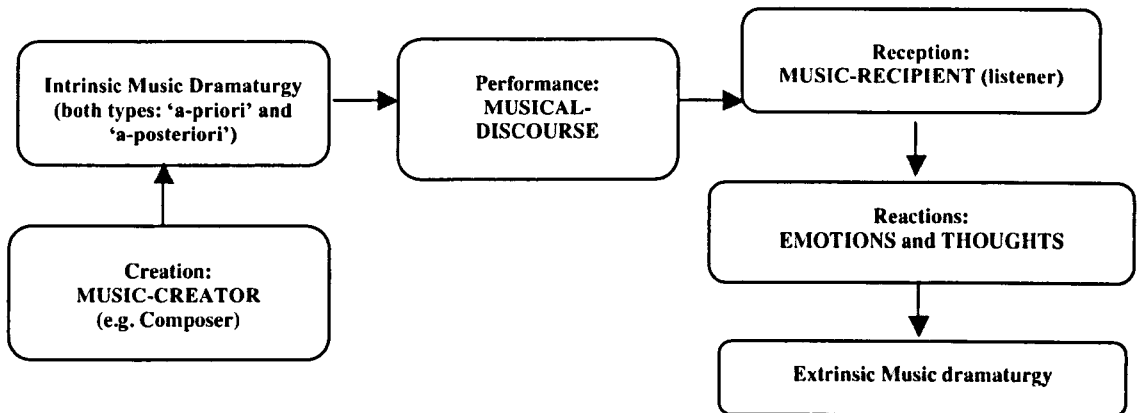 Creation:
MUSIC-CREATOR
(e.g. Composer)
Intrinsic Music Dramaturgy
(both types: ‘a-priori’ and
‘a-posteriori’)
Performance:
MUSICAL-
DISCOURSE
Reception:
MUSIC-RECIPIENT (listener)
Reactions:
EMOTIONS and THOUGHTS
Extrinsic Music dramaturgy